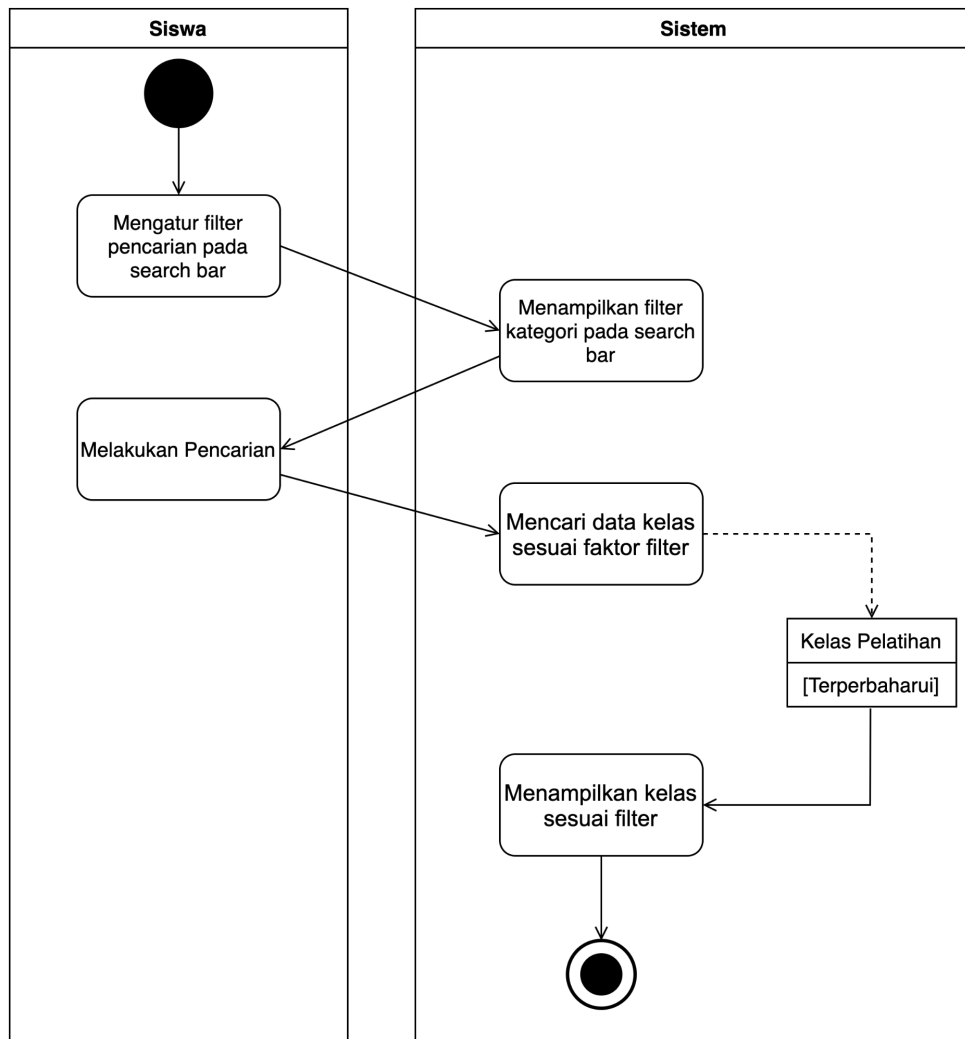 Siswa
Sistem
Mengatur filter
pencarian pada
search bar
Menampilkan filter
kategori pada search
bar
Melakukan Pencarian
Mencari data kelas
sesuai faktor filter
Kelas Pelatihan
[Terperbaharui]
Menampilkan kelas
sesuai filter